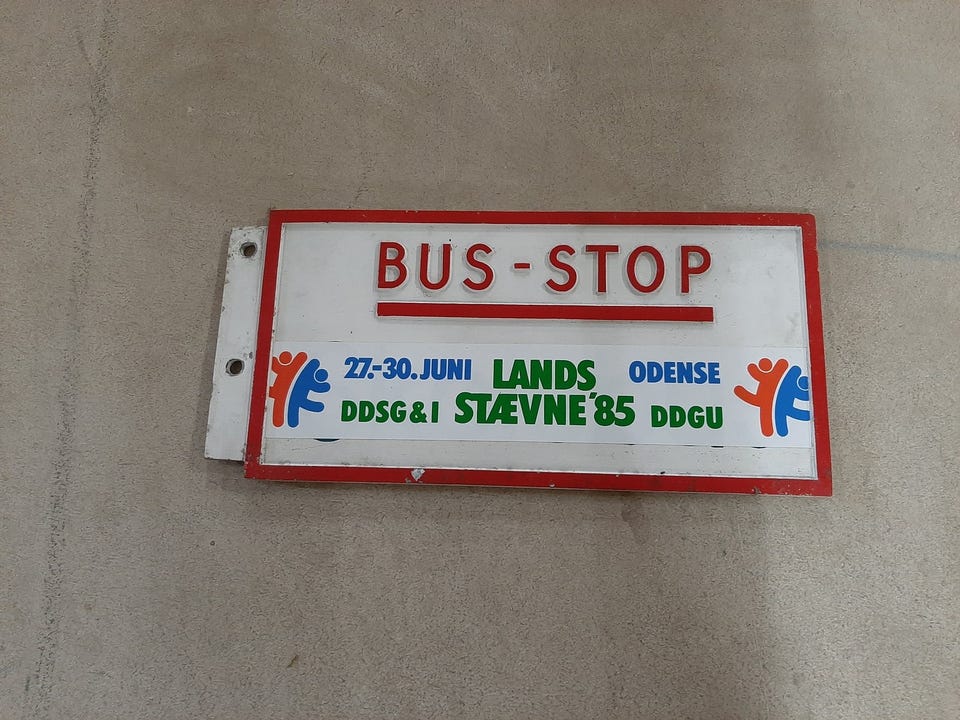 BUS-STOP
27.-30. JUNI LANDS ODENSE
DDSG&I STÆVNE '85 DDGU